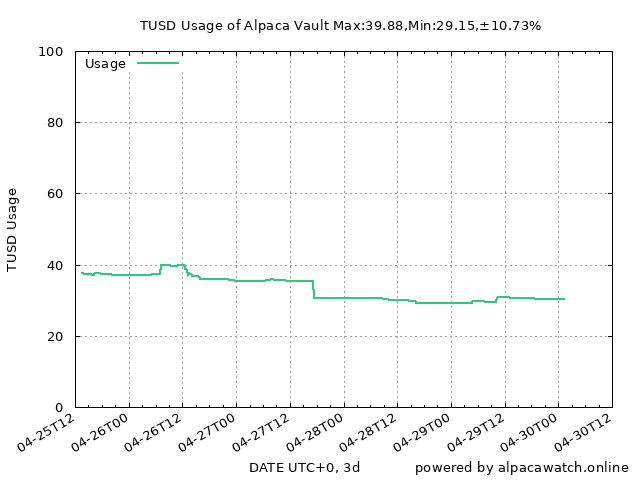 TUSD Usage of Alpaca Vault Max:39.88,Min:29.15,±10.73%
Usage
100
80
60
40
20
0
TUSD Usage
04-25T12
04-26T00
04-26T12
04-27T00
04-27T12
04-28T00
04-28T12
04-29T00
04-29T12
04-30T00
04-30T12
DATE UTC+0, 3d
powered by alpacawatch.online